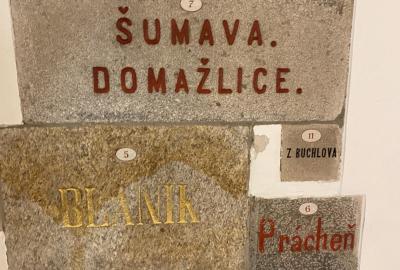 7
ŠUMAVA.
DOMAŽLICE.
11
Z BUCHLOVA
5
BLANÍK
6
Prácheň